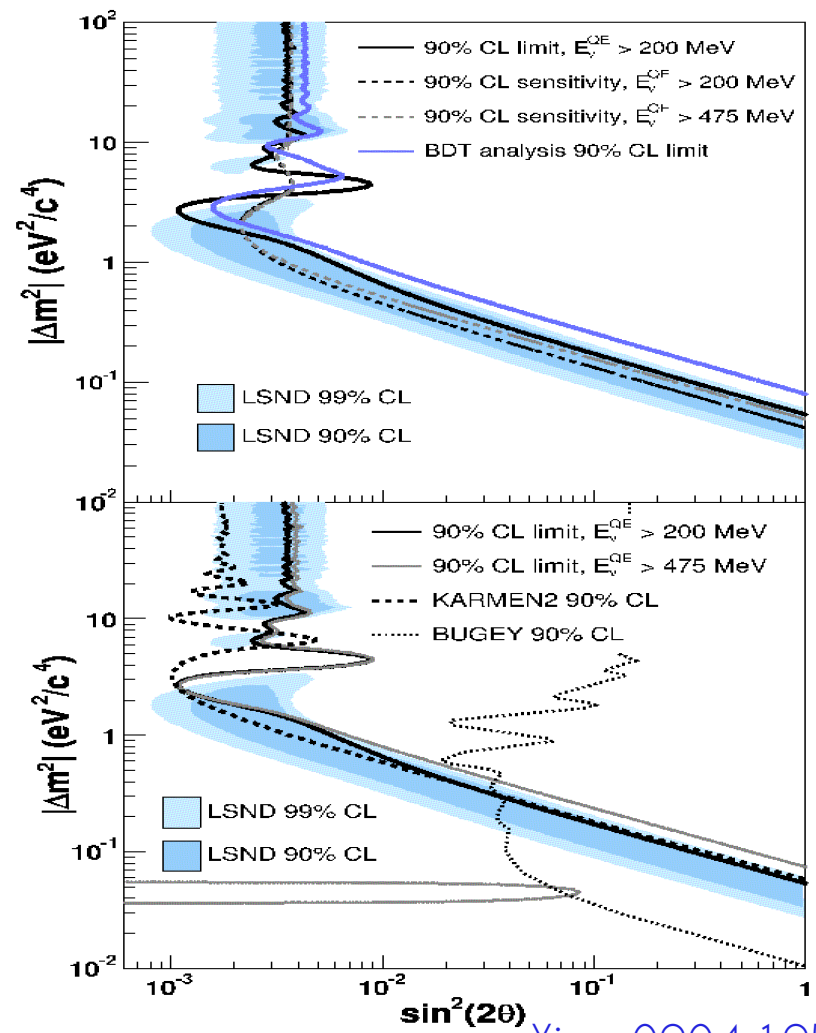 10²
10
1
10⁻¹
|Δm²| (eV²/c⁴)
90% CL limit, E_ν^QE > 200 MeV
90% CL sensitivity, E_ν^QE > 200 MeV
90% CL sensitivity, E_ν^QE > 475 MeV
BDT analysis 90% CL limit
LSND 99% CL
LSND 90% CL
10⁻²
10
1
10⁻¹
10⁻²
|Δm²| (eV²/c⁴)
90% CL limit, E_ν^QE > 200 MeV
90% CL limit, E_ν^QE > 475 MeV
KARMEN2 90% CL
BUGEY 90% CL
LSND 99% CL
LSND 90% CL
10⁻³
10⁻²
10⁻¹
1
sin²(2θ)